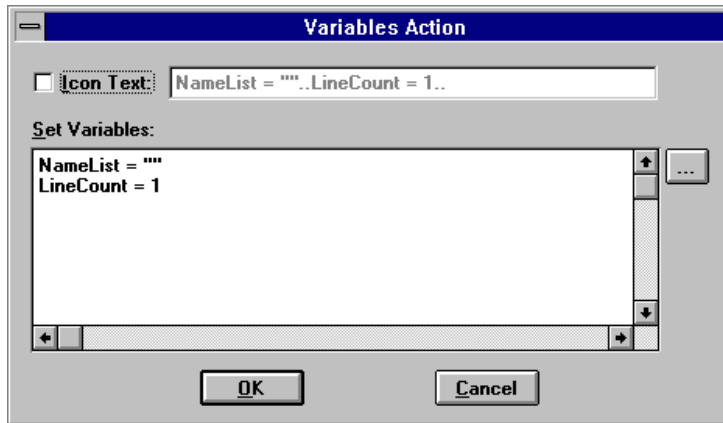 Variables Action
Icon Text: NameList = ""..LineCount = 1..
Set Variables:
NameList = ""
LineCount = 1
...
OK Cancel